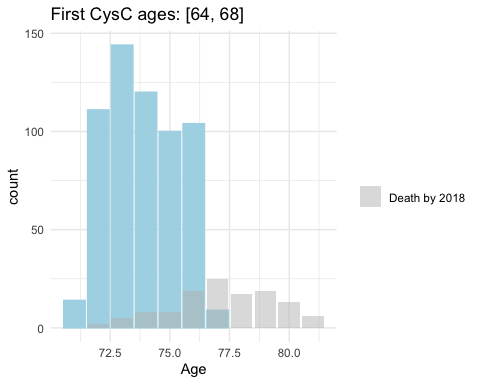 First CysC ages: [64, 68]
150
100
50
0
count
72.5 75.0 77.5 80.0
Age
Death by 2018